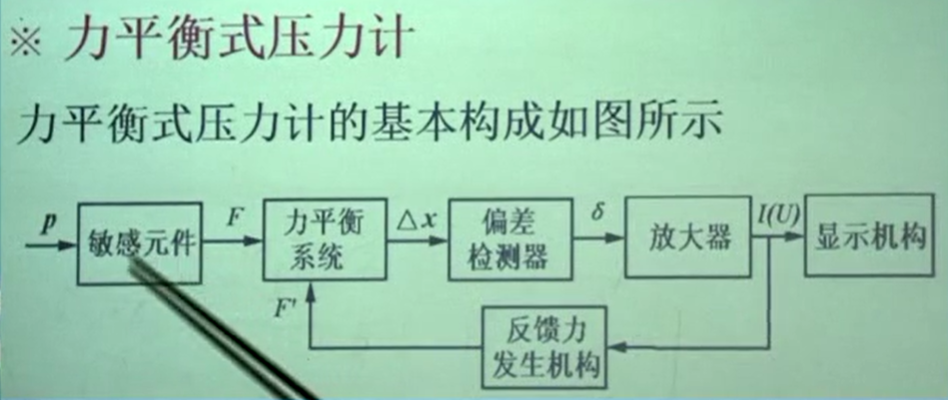 ※ 力平衡式压力计
力平衡式压力计的基本构成如图所示
p
敏感元件
F
力平衡
系统
△x
偏差
检测器
δ
放大器
I(U)
显示机构
F'
反馈力
发生机构